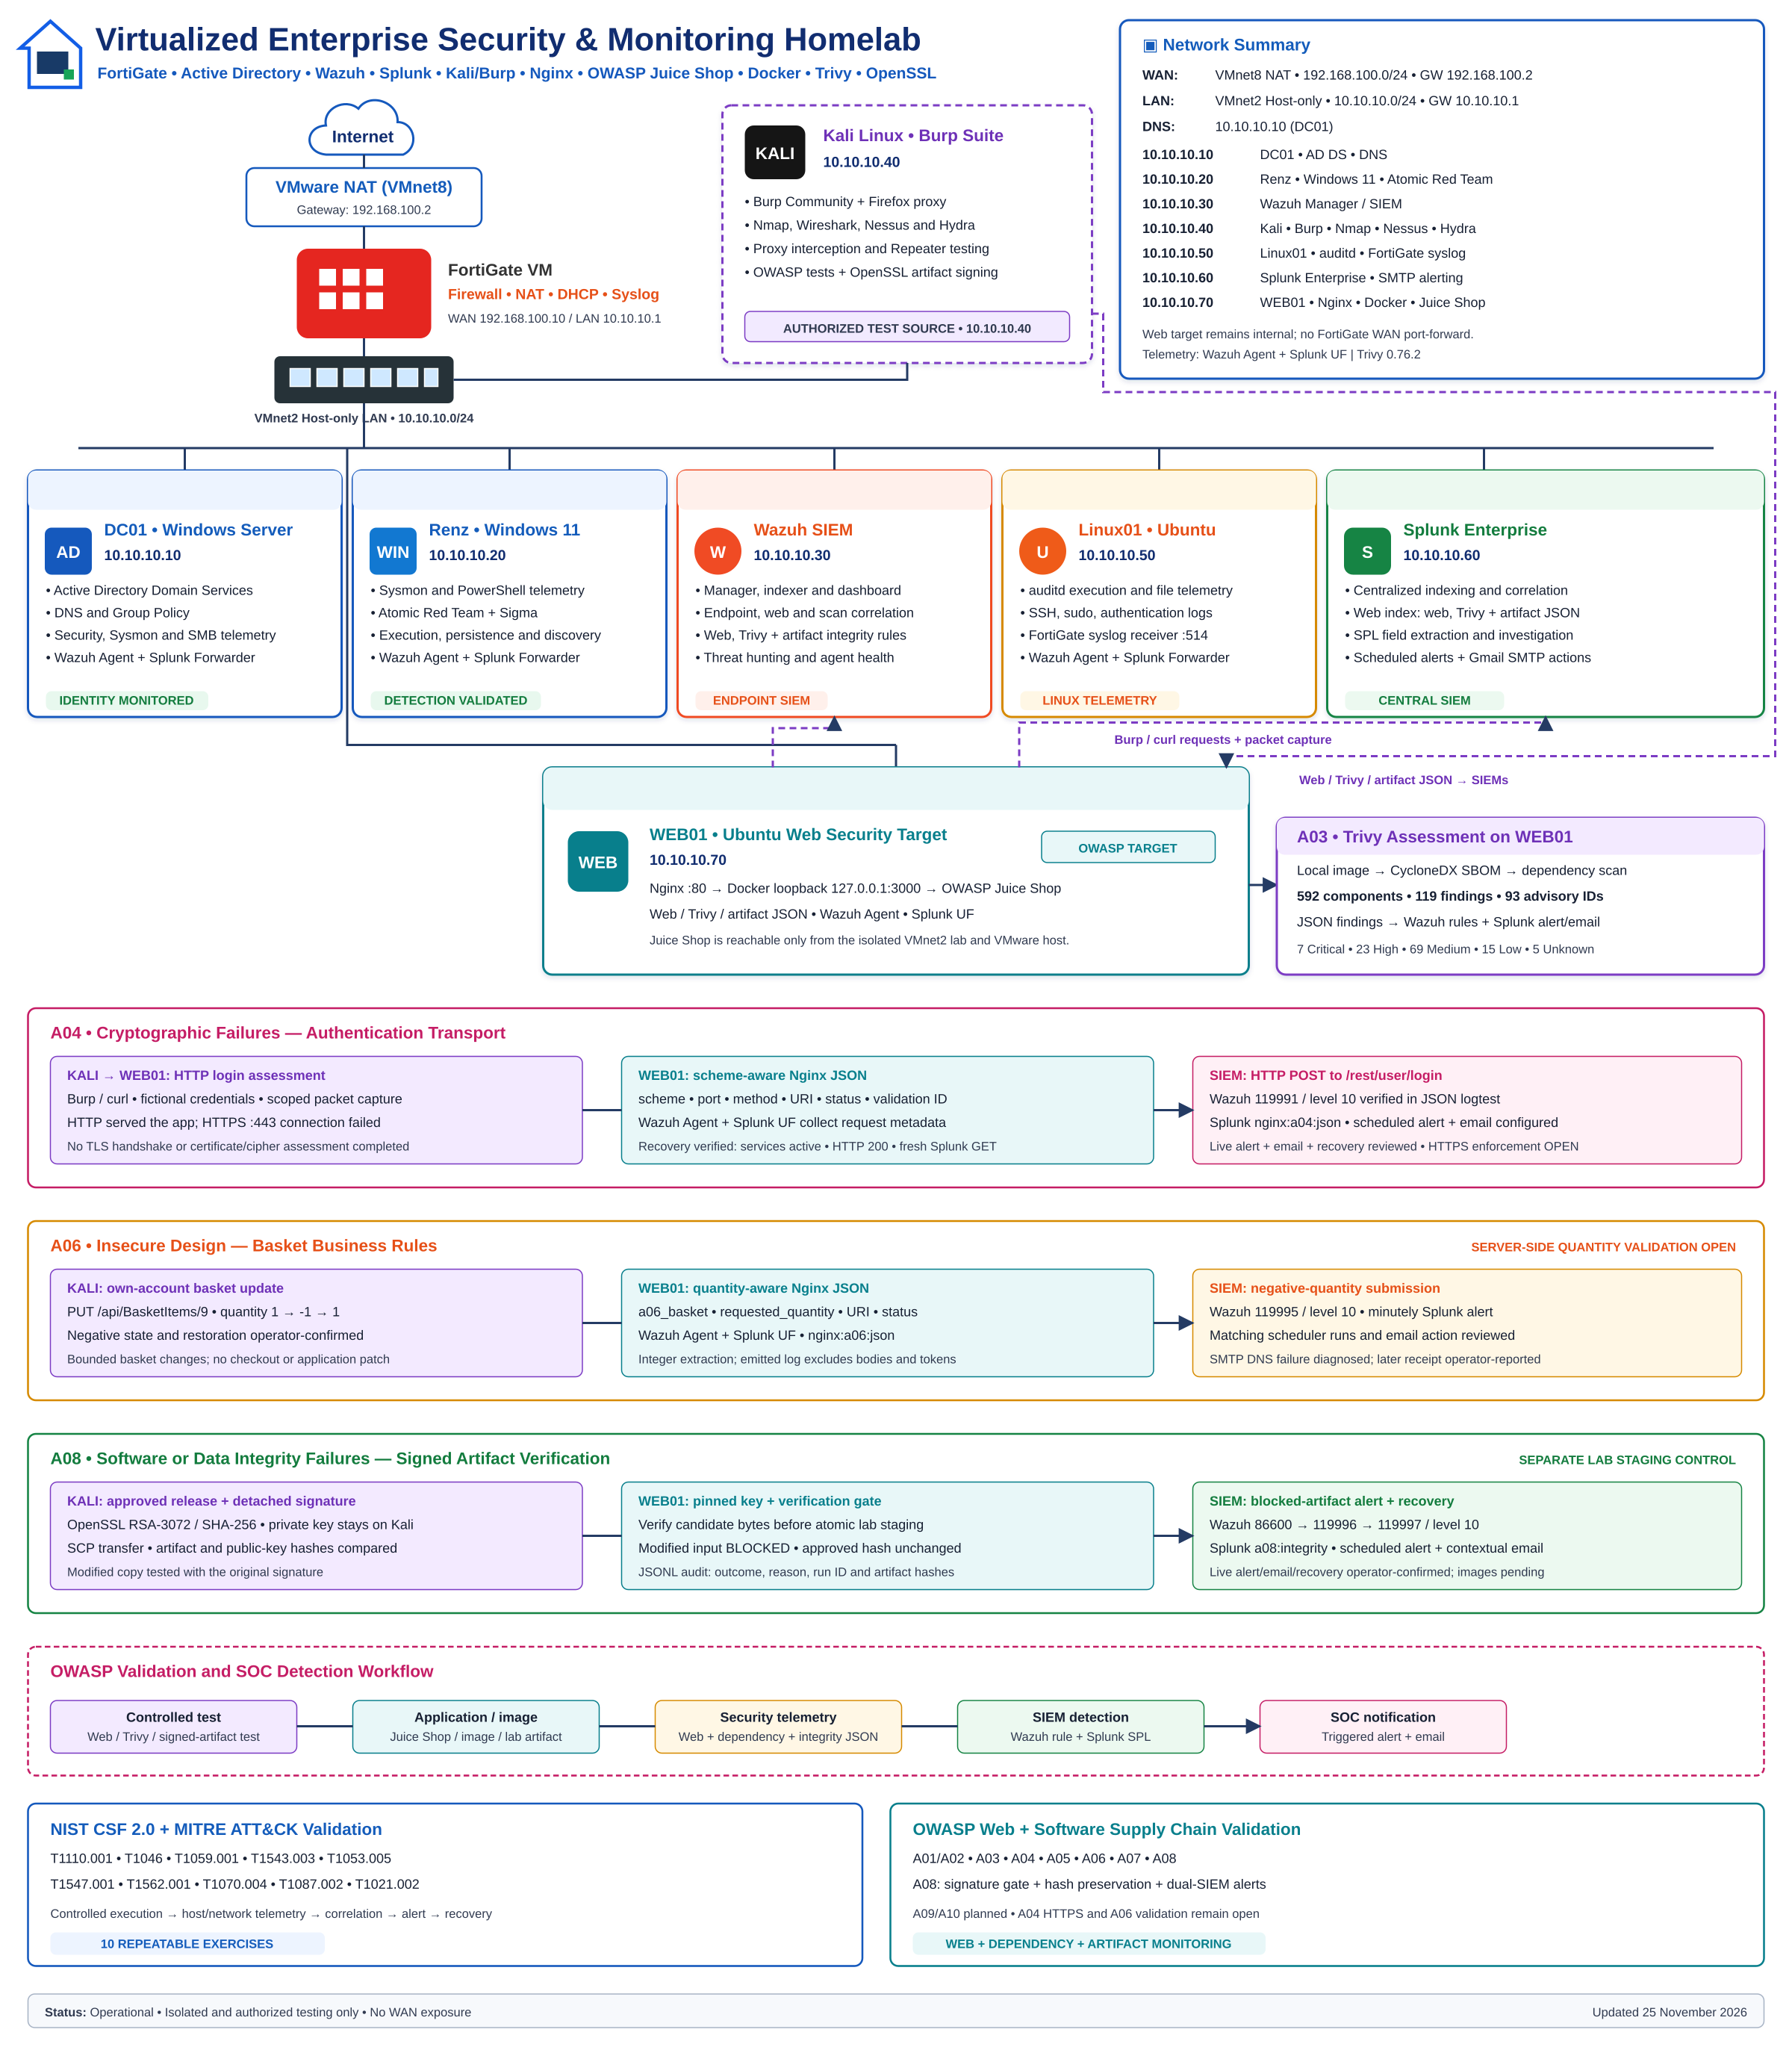 Virtualized Enterprise Security & Monitoring Homelab
FortiGate • Active Directory • Wazuh • Splunk • Kali/Burp • Nginx • OWASP Juice Shop • Docker • Trivy • OpenSSL
Internet
VMware NAT (VMnet8)
Gateway: 192.168.100.2
FortiGate VM
Firewall • NAT • DHCP • Syslog
WAN 192.168.100.10 / LAN 10.10.10.1
VMnet2 Host-only LAN • 10.10.10.0/24
KALI
Kali Linux • Burp Suite
10.10.10.40
• Burp Community + Firefox proxy
• Nmap, Wireshark, Nessus and Hydra
• Proxy interception and Repeater testing
• OWASP tests + OpenSSL artifact signing
AUTHORIZED TEST SOURCE • 10.10.10.40
▣ Network Summary
WAN: VMnet8 NAT • 192.168.100.0/24 • GW 192.168.100.2
LAN: VMnet2 Host-only • 10.10.10.0/24 • GW 10.10.10.1
DNS: 10.10.10.10 (DC01)
10.10.10.10 DC01 • AD DS • DNS
10.10.10.20 Renz • Windows 11 • Atomic Red Team
10.10.10.30 Wazuh Manager / SIEM
10.10.10.40 Kali • Burp • Nmap • Nessus • Hydra
10.10.10.50 Linux01 • auditd • FortiGate syslog
10.10.10.60 Splunk Enterprise • SMTP alerting
10.10.10.70 WEB01 • Nginx • Docker • Juice Shop
Web target remains internal; no FortiGate WAN port-forward.
Telemetry: Wazuh Agent + Splunk UF | Trivy 0.76.2
AD
DC01 • Windows Server
10.10.10.10
• Active Directory Domain Services
• DNS and Group Policy
• Security, Sysmon and SMB telemetry
• Wazuh Agent + Splunk Forwarder
IDENTITY MONITORED
WIN
Renz • Windows 11
10.10.10.20
• Sysmon and PowerShell telemetry
• Atomic Red Team + Sigma
• Execution, persistence and discovery
• Wazuh Agent + Splunk Forwarder
DETECTION VALIDATED
W
Wazuh SIEM
10.10.10.30
• Manager, indexer and dashboard
• Endpoint, web and scan correlation
• Web, Trivy + artifact integrity rules
• Threat hunting and agent health
ENDPOINT SIEM
U
Linux01 • Ubuntu
10.10.10.50
• auditd execution and file telemetry
• SSH, sudo, authentication logs
• FortiGate syslog receiver :514
• Wazuh Agent + Splunk Forwarder
LINUX TELEMETRY
S
Splunk Enterprise
10.10.10.60
• Centralized indexing and correlation
• Web index: web, Trivy + artifact JSON
• SPL field extraction and investigation
• Scheduled alerts + Gmail SMTP actions
CENTRAL SIEM
Burp / curl requests + packet capture
Web / Trivy / artifact JSON → SIEMs
WEB
WEB01 • Ubuntu Web Security Target
10.10.10.70
OWASP TARGET
Nginx :80 → Docker loopback 127.0.0.1:3000 → OWASP Juice Shop
Web / Trivy / artifact JSON • Wazuh Agent • Splunk UF
Juice Shop is reachable only from the isolated VMnet2 lab and VMware host.
A03 • Trivy Assessment on WEB01
Local image → CycloneDX SBOM → dependency scan
592 components • 119 findings • 93 advisory IDs
JSON findings → Wazuh rules + Splunk alert/email
7 Critical • 23 High • 69 Medium • 15 Low • 5 Unknown
A04 • Cryptographic Failures — Authentication Transport
KALI → WEB01: HTTP login assessment
Burp / curl • fictional credentials • scoped packet capture
HTTP served the app; HTTPS :443 connection failed
No TLS handshake or certificate/cipher assessment completed
WEB01: scheme-aware Nginx JSON
scheme • port • method • URI • status • validation ID
Wazuh Agent + Splunk UF collect request metadata
Recovery verified: services active • HTTP 200 • fresh Splunk GET
SIEM: HTTP POST to /rest/user/login
Wazuh 119991 / level 10 verified in JSON logtest
Splunk nginx:a04:json • scheduled alert + email configured
Live alert + email + recovery reviewed • HTTPS enforcement OPEN
A06 • Insecure Design — Basket Business Rules
SERVER-SIDE QUANTITY VALIDATION OPEN
KALI: own-account basket update
PUT /api/BasketItems/9 • quantity 1 → -1 → 1
Negative state and restoration operator-confirmed
Bounded basket changes; no checkout or application patch
WEB01: quantity-aware Nginx JSON
a06_basket • requested_quantity • URI • status
Wazuh Agent + Splunk UF • nginx:a06:json
Integer extraction; emitted log excludes bodies and tokens
SIEM: negative-quantity submission
Wazuh 119995 / level 10 • minutely Splunk alert
Matching scheduler runs and email action reviewed
SMTP DNS failure diagnosed; later receipt operator-reported
A08 • Software or Data Integrity Failures — Signed Artifact Verification
SEPARATE LAB STAGING CONTROL
KALI: approved release + detached signature
OpenSSL RSA-3072 / SHA-256 • private key stays on Kali
SCP transfer • artifact and public-key hashes compared
Modified copy tested with the original signature
WEB01: pinned key + verification gate
Verify candidate bytes before atomic lab staging
Modified input BLOCKED • approved hash unchanged
JSONL audit: outcome, reason, run ID and artifact hashes
SIEM: blocked-artifact alert + recovery
Wazuh 86600 → 119996 → 119997 / level 10
Splunk a08:integrity • scheduled alert + contextual email
Live alert/email/recovery operator-confirmed; images pending
OWASP Validation and SOC Detection Workflow
Controlled test
Web / Trivy / signed-artifact test
Application / image
Juice Shop / image / lab artifact
Security telemetry
Web + dependency + integrity JSON
SIEM detection
Wazuh rule + Splunk SPL
SOC notification
Triggered alert + email
NIST CSF 2.0 + MITRE ATT&CK Validation
T1110.001 • T1046 • T1059.001 • T1543.003 • T1053.005
T1547.001 • T1562.001 • T1070.004 • T1087.002 • T1021.002
Controlled execution → host/network telemetry → correlation → alert → recovery
10 REPEATABLE EXERCISES
OWASP Web + Software Supply Chain Validation
A01/A02 • A03 • A04 • A05 • A06 • A07 • A08
A08: signature gate + hash preservation + dual-SIEM alerts
A09/A10 planned • A04 HTTPS and A06 validation remain open
WEB + DEPENDENCY + ARTIFACT MONITORING
Status: Operational • Isolated and authorized testing only • No WAN exposure
Updated 25 November 2026